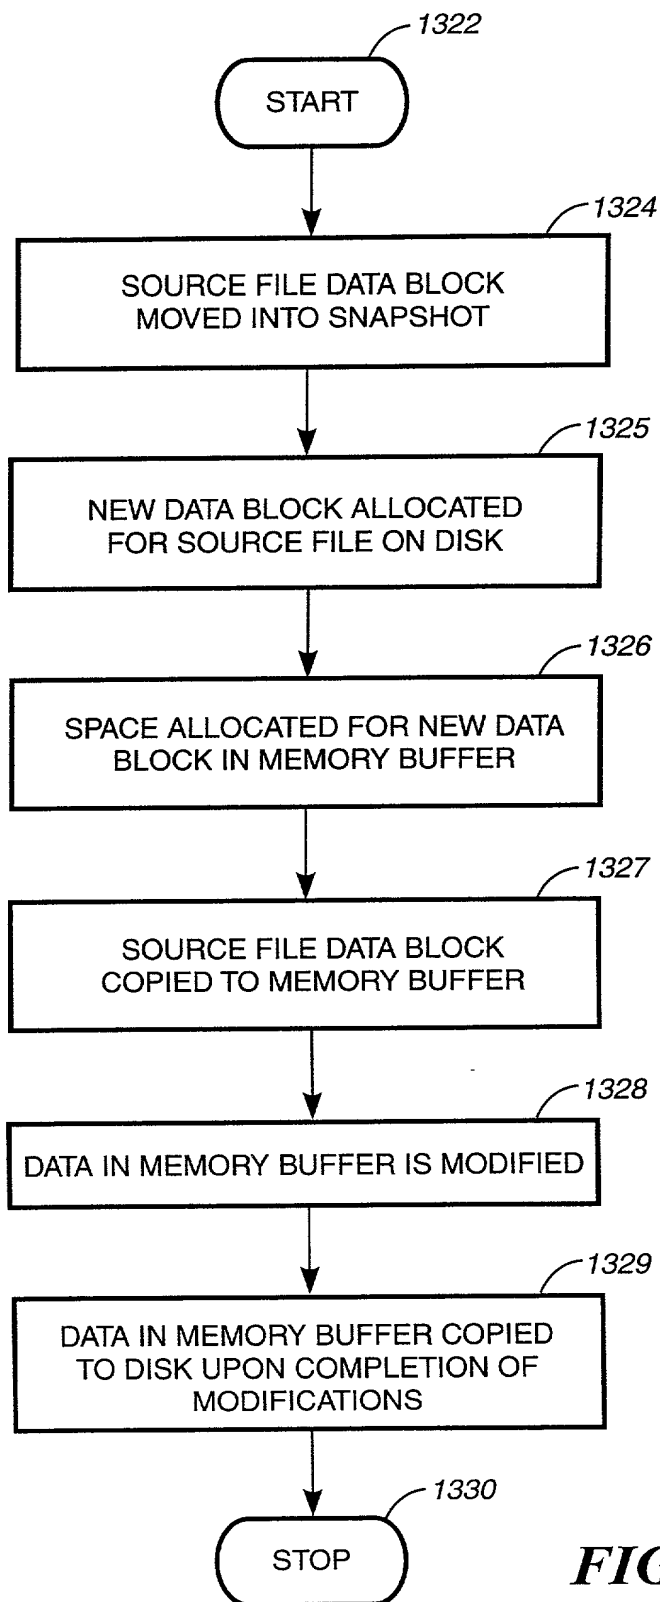 1322
START
1324
SOURCE FILE DATA BLOCK
MOVED INTO SNAPSHOT
1325
NEW DATA BLOCK ALLOCATED
FOR SOURCE FILE ON DISK
1326
SPACE ALLOCATED FOR NEW DATA
BLOCK IN MEMORY BUFFER
1327
SOURCE FILE DATA BLOCK
COPIED TO MEMORY BUFFER
1328
DATA IN MEMORY BUFFER IS MODIFIED
1329
DATA IN MEMORY BUFFER COPIED
TO DISK UPON COMPLETION OF
MODIFICATIONS
1330
STOP
FIG